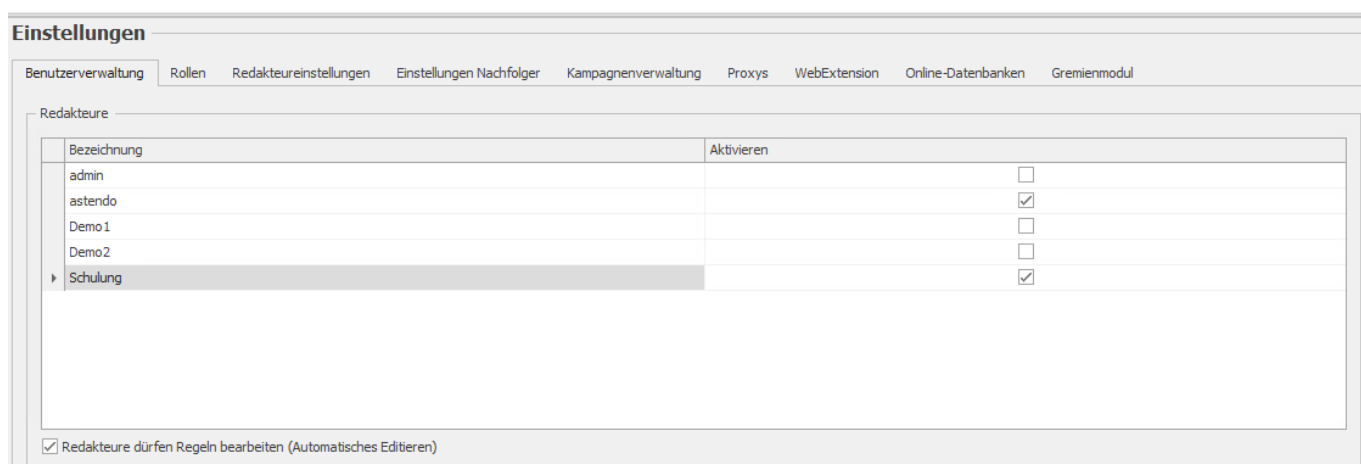 Einstellungen
Benutzerverwaltung Rollen Redakteureinstellungen Einstellungen Nachfolger Kampagnenverwaltung Proxys WebExtension Online-Datenbanken Gremienmodul
Redakteure
Bezeichnung Aktivieren
admin
astendo
Demo1
Demo2
Schulung
Redakteure dürfen Regeln bearbeiten (Automatisches Editieren)